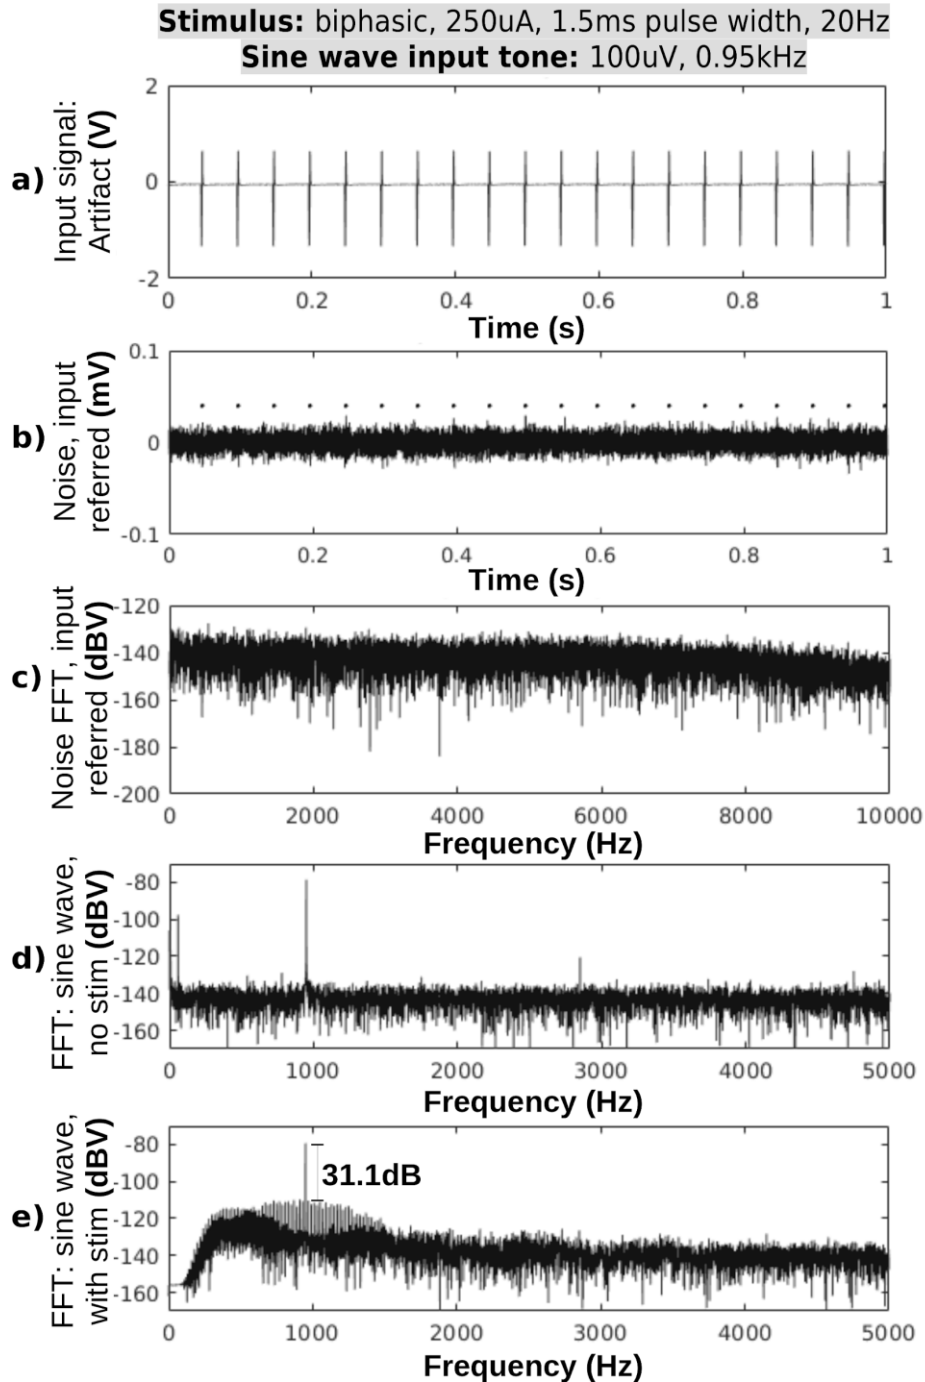 Stimulus: biphasic, 250uA, 1.5ms pulse width, 20Hz
Sine wave input tone: 100uV, 0.95kHz
a)
Input signal:
Artifact (V)
2
0
-2
0 0.2 0.4 0.6 0.8 1
Time (s)
b)
Noise, input
referred (mV)
0.1
0
-0.1
0 0.2 0.4 0.6 0.8 1
Time (s)
c)
Noise FFT, input
referred (dBV)
-120
-140
-160
-180
-200
0 2000 4000 6000 8000 10000
Frequency (Hz)
d)
FFT: sine wave,
no stim (dBV)
-80
-100
-120
-140
-160
0 1000 2000 3000 4000 5000
Frequency (Hz)
e)
FFT: sine wave,
with stim (dBV)
-80
-100
-120
-140
-160
31.1dB
0 1000 2000 3000 4000 5000
Frequency (Hz)